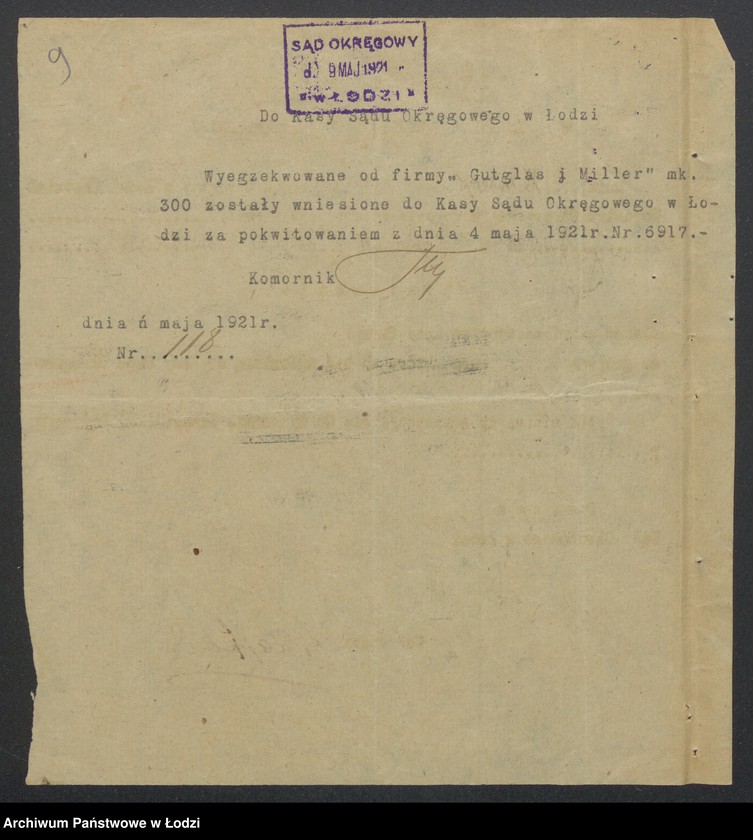 9
SĄD OKRĘGOWY
d. 9 MAJ 1921
w ŁODZI
Do Kasy Sądu Okręgowego w Łodzi
Wyegzekwowane od firmy„ Gutglas i Miller" mk.
300 zostały wniesione do Kasy Sądu Okręgowego w Ło-
dzi za pokwitowaniem z dnia 4 maja 1921r.Nr.6917.-
Komornik
dnia ń maja 1921r.
Nr. 118
Archiwum Państwowe w Łodzi